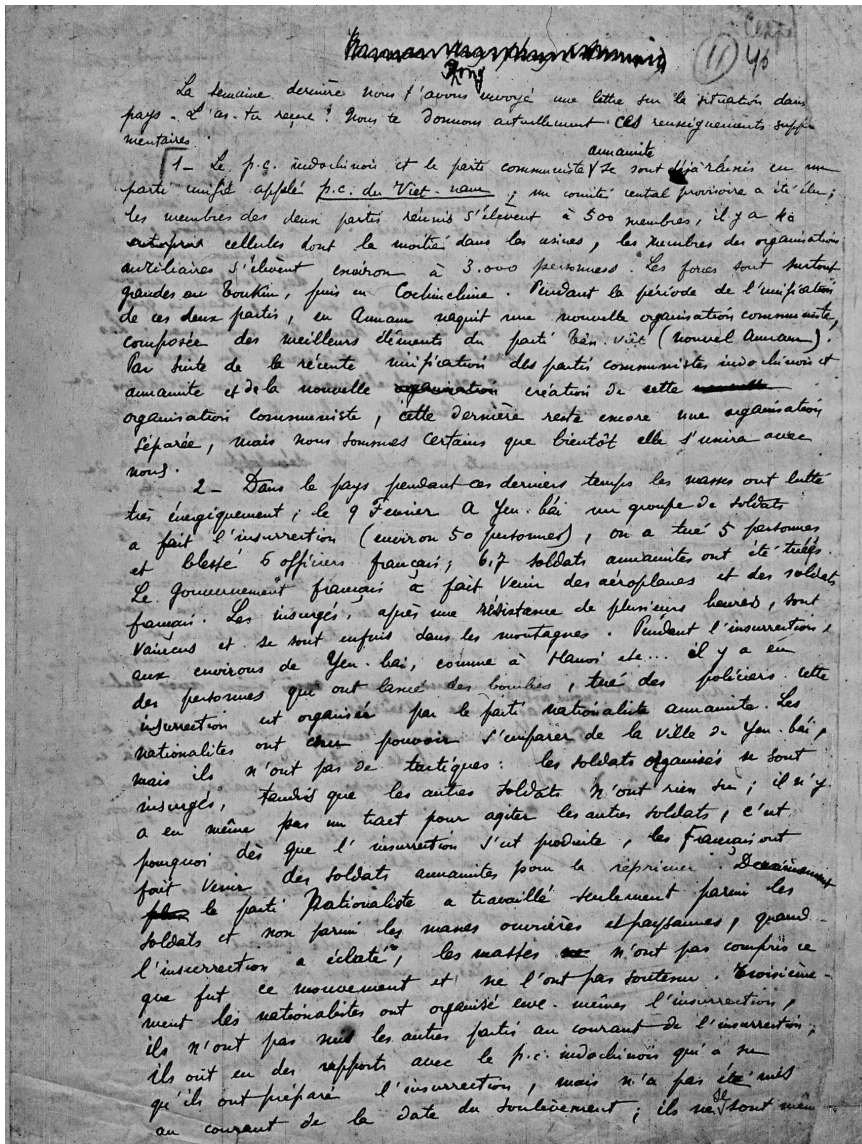 (11) 46
Rong
La semaine dernière nous t'avons envoyé une lettre sur la situation dans
pays - L'as-tu reçue ? Nous te donnons actuellement ces renseignements supplé
mentaires.
1- Le p.c. indochinois et le parte communiste annamite se sont déjà réunis en un
parti unifié applé p.c. du Viet-nam ; un comité cental provisoire a été élu ;
les membres des deux partis réunis s'élèvent à 500 membres, il y a 40
cellules dont la moitié dans les usines, les membres des organisations
auxiliaires s'élèvent environ à 3.000 personness. Les forces sont surtout
grandes au Tonkin, puis en Cochinchine. Pendant la période de l'unification
de ces deux partis, en Annam naquit une nouvelle organisation communiste,
composée des meilleurs éléments du parti Tân Viêt (nouvel Annam).
Par suite de la récente unification des partis communistes indochinois et
annamite et de la nouvelle création de cette
organisation communiste, cette dernière reste encore une organisation
séparée, mais nous sommes certains que bientôt elle s'unira avec
nous.
2- Dans le pays pendant ces derniers temps les masses ont lutté
très énergiquement ; le 9 Fevrier A Yen-bái un groupe de soldats
a fait l'insurrection (environ 50 personnes), on a tué 5 personnes
et blessé 6 officiers français ; 6,7 soldats annamites ont été tués.
Le Gouvernement français a fait venir des aéroplanes et des soldats
français. Les insurgés, après une résistance de plusieurs heures, sont
vaincus et se sont enfuis dans les montagnes. Pendant l'insurrection,
aux environs de Yen-bái, comme à Hanoi etc... il y a eu
des personnes qui ont lancé des bombes, tué des policiers. cette
insurrection est organisée par le parti nationaliste annamite. Les
nationalites ont cru pouvoir s'emparer de la ville de Yen-bái,
mais ils n'ont pas de tactiques : les soldats organisés se sont
insurgés, tandis que les autres soldats n'ont rien su ; il n'y
a eu même pas un tract pour agiter les autres soldats, c'est
pourquoi dès que l'insurrection s'est produite, les Français ont
fait venir des soldats annamites pour la réprimer. Deuxièmement
le parti Nationaliste a travaillé seulement parmi les
soldats et non parmi les masses ouvrières et paysannes, quand
l'insurrection a éclaté, les masses n'ont pas compris ce
que fut ce mouvement et ne l'ont pas soutenu. Troisième-
ment les nationalistes ont organisé eux-mêmes l'insurrection,
ils n'ont pas mis les autres partis au courant de l'insurrection ;
ils ont eu des rapports avec le p.c. indochinois qui a su
qu'ils ont préparé l'insurrection, mais n'a pas été mis
au courant de la date du soulèvement ; ils ne se sont même